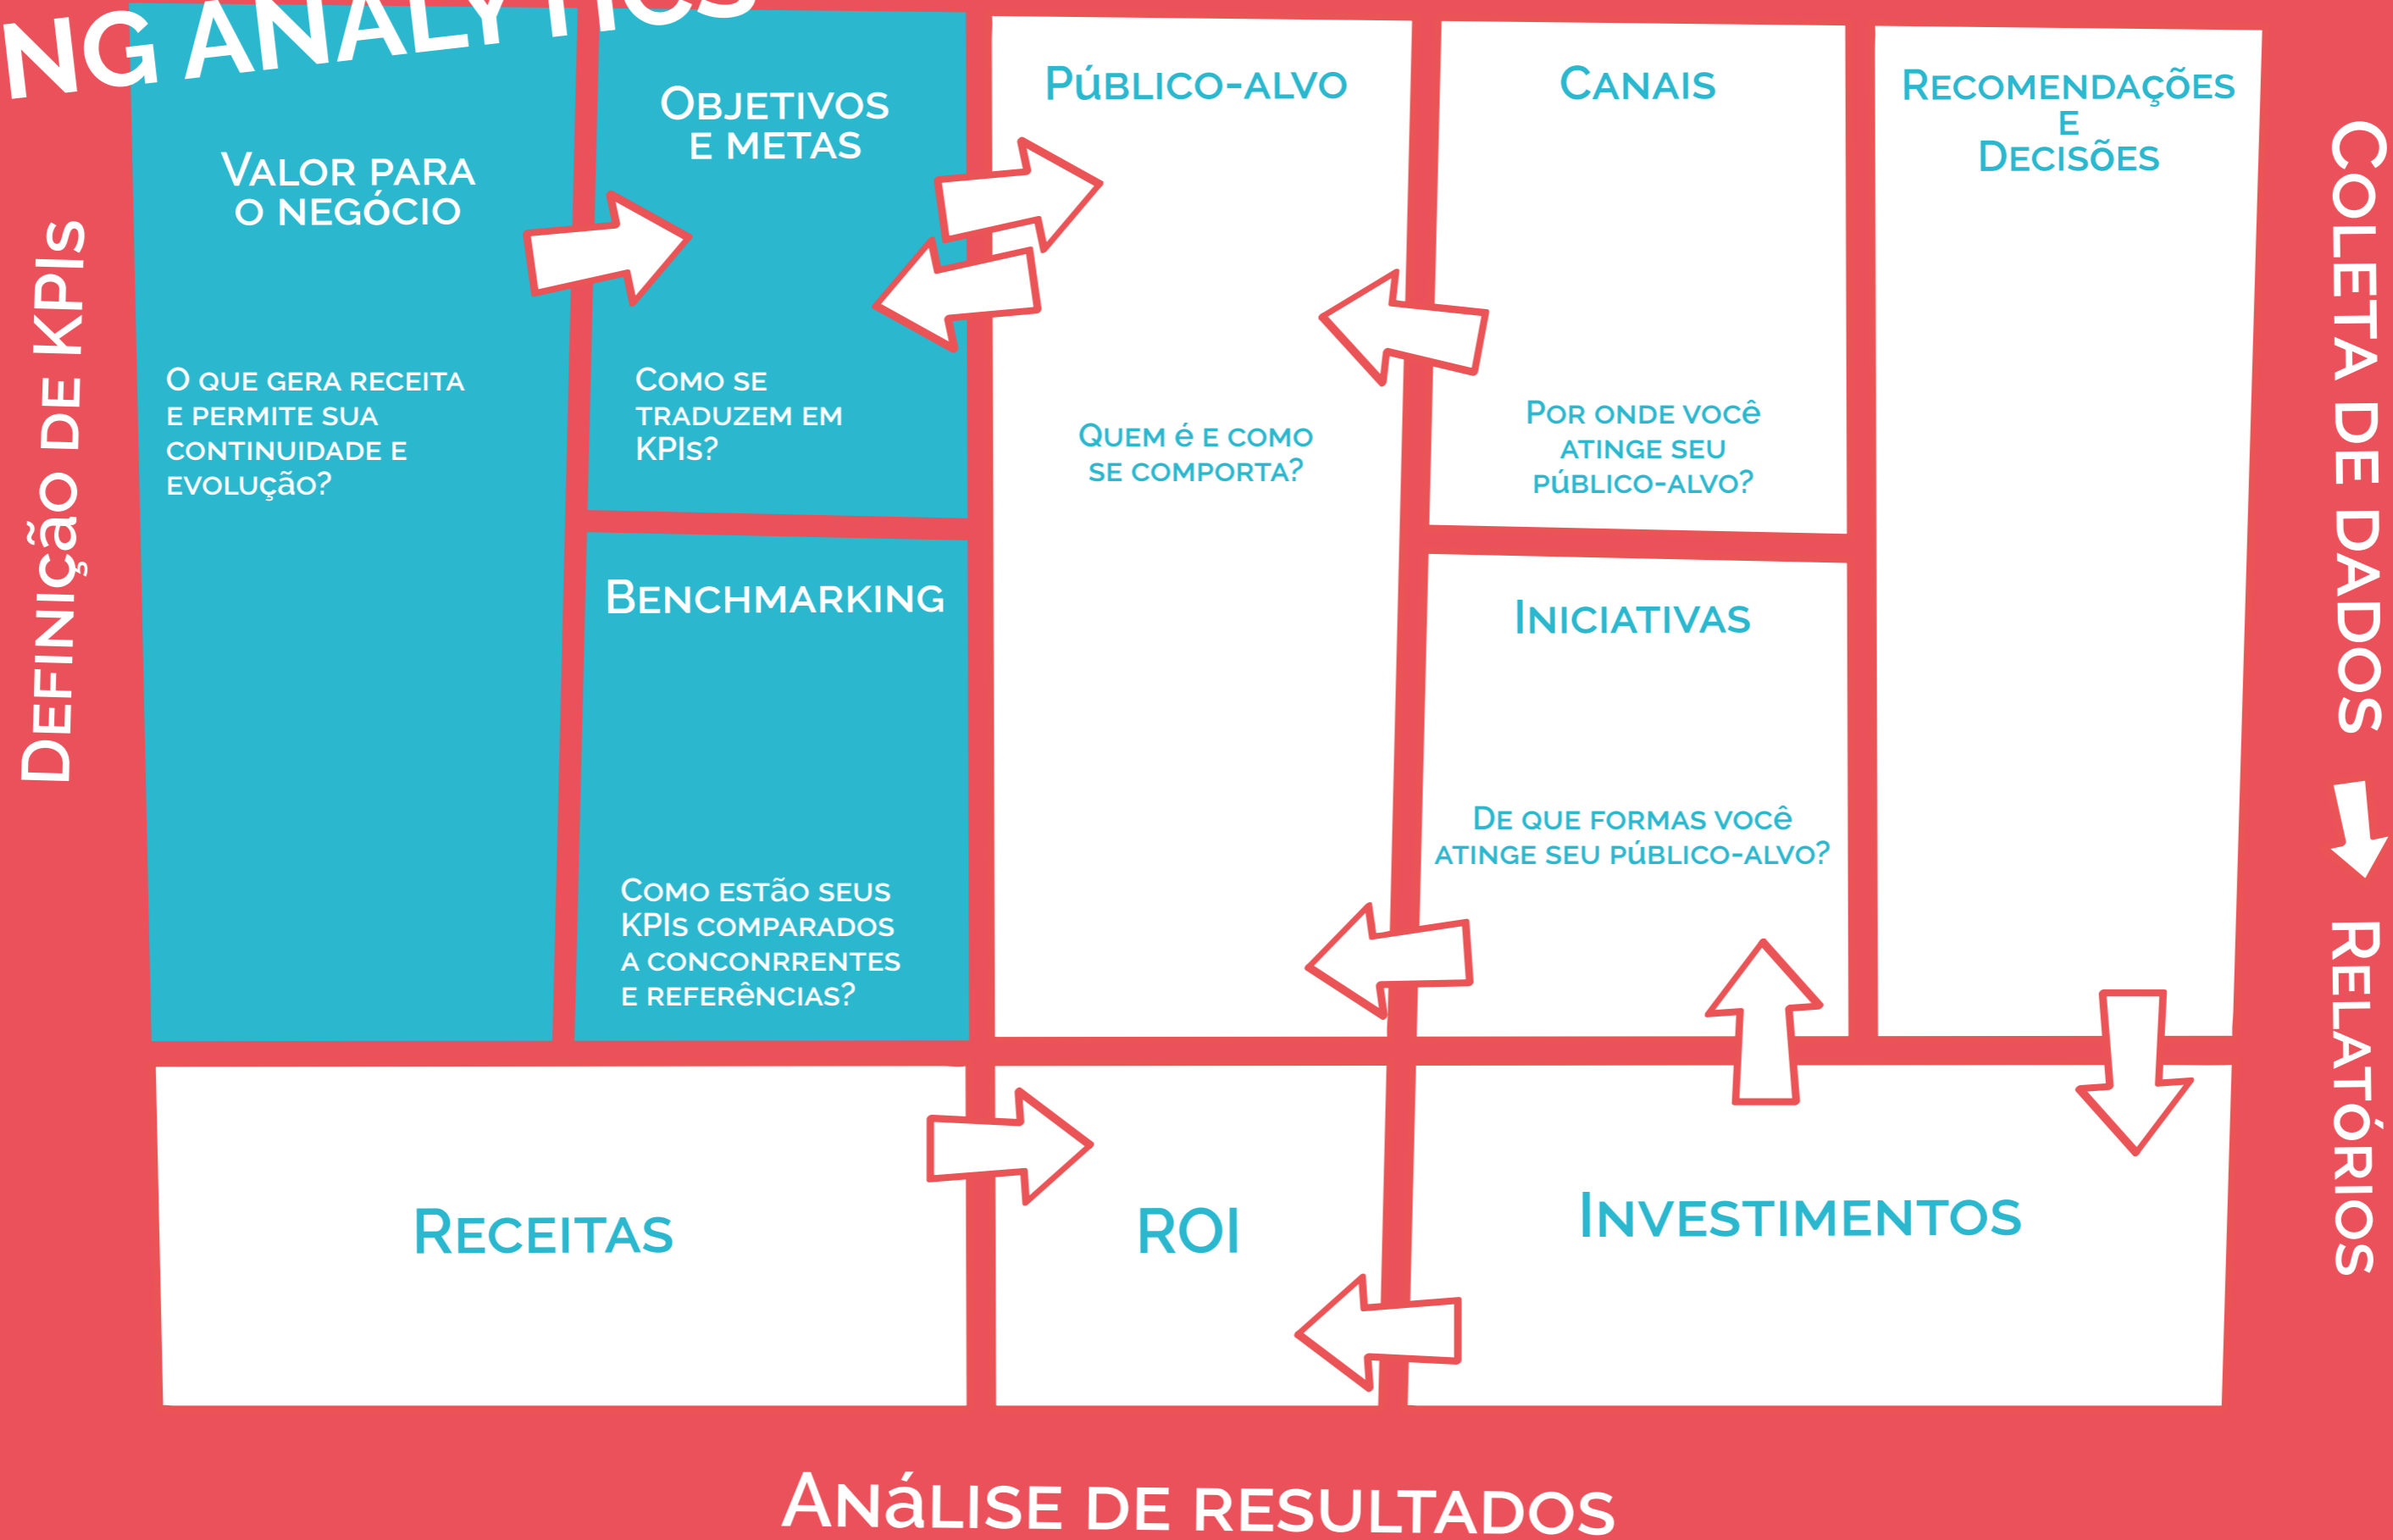 NG ANALYTICS
Definição de KPIs
Valor para
o negócio
O que gera receita
e permite sua
continuidade e
evolução?
Objetivos
e metas
Como se
traduzem em
KPIs?
Benchmarking
Como estão seus
KPIs comparados
a conconrrentes
e referências?
Público-alvo
Quem é e como
se comporta?
Canais
Por onde você
atinge seu
público-alvo?
Iniciativas
De que formas você
atinge seu público-alvo?
Recomendações
e
Decisões
Coleta de dados
Relatórios
Receitas
ROI
Investimentos
Análise de resultados